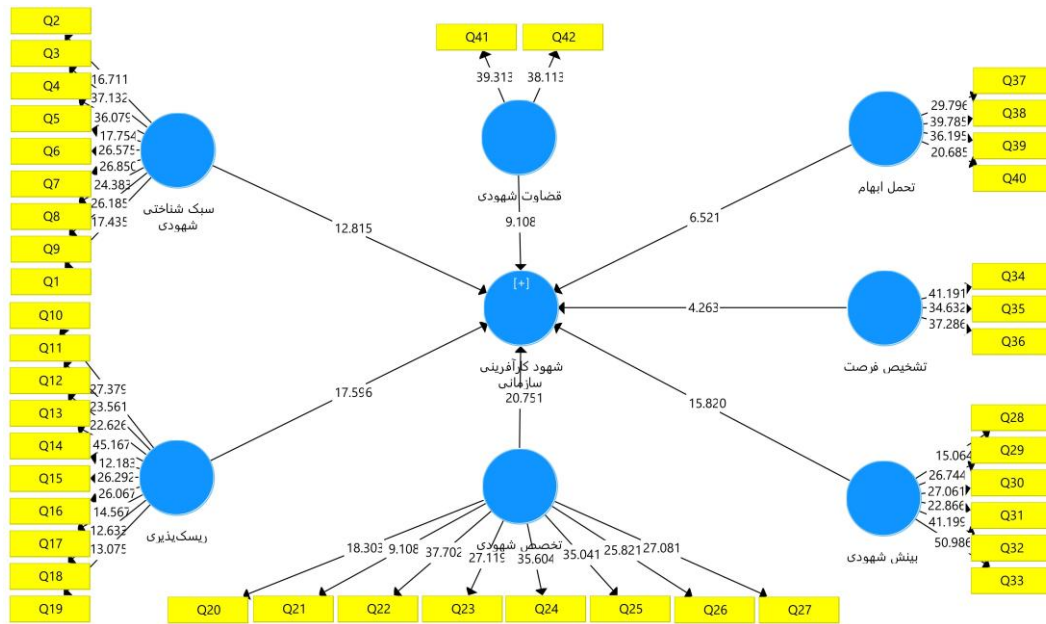 Q2
Q3
Q4
Q5
Q6
Q7
Q8
Q9
Q1
16.711
37.132
36.079
17.754
26.575
26.850
24.383
26.185
17.435
سبک شناختی
شهودی
12.815
Q41
Q42
39.313
38.113
قضاوت شهودی
9.108
Q37
Q38
Q39
Q40
29.796
39.785
36.195
20.685
تحمل ابهام
6.521
[+]
شهود کارآفرینی
سازمانی
Q34
Q35
Q36
41.191
34.632
37.286
تشخیص فرصت
4.263
Q10
Q11
Q12
Q13
Q14
Q15
Q16
Q17
Q18
Q19
27.379
23.561
22.626
45.167
12.183
26.292
26.067
14.567
12.633
13.075
ریسک‌پذیری
17.596
20.751
تخصص شهودی
18.303
9.108
37.702
27.119
35.604
35.041
25.821
27.081
Q20
Q21
Q22
Q23
Q24
Q25
Q26
Q27
15.820
Q28
Q29
Q30
Q31
Q32
Q33
15.064
26.744
27.061
22.866
41.199
50.986
بینش شهودی